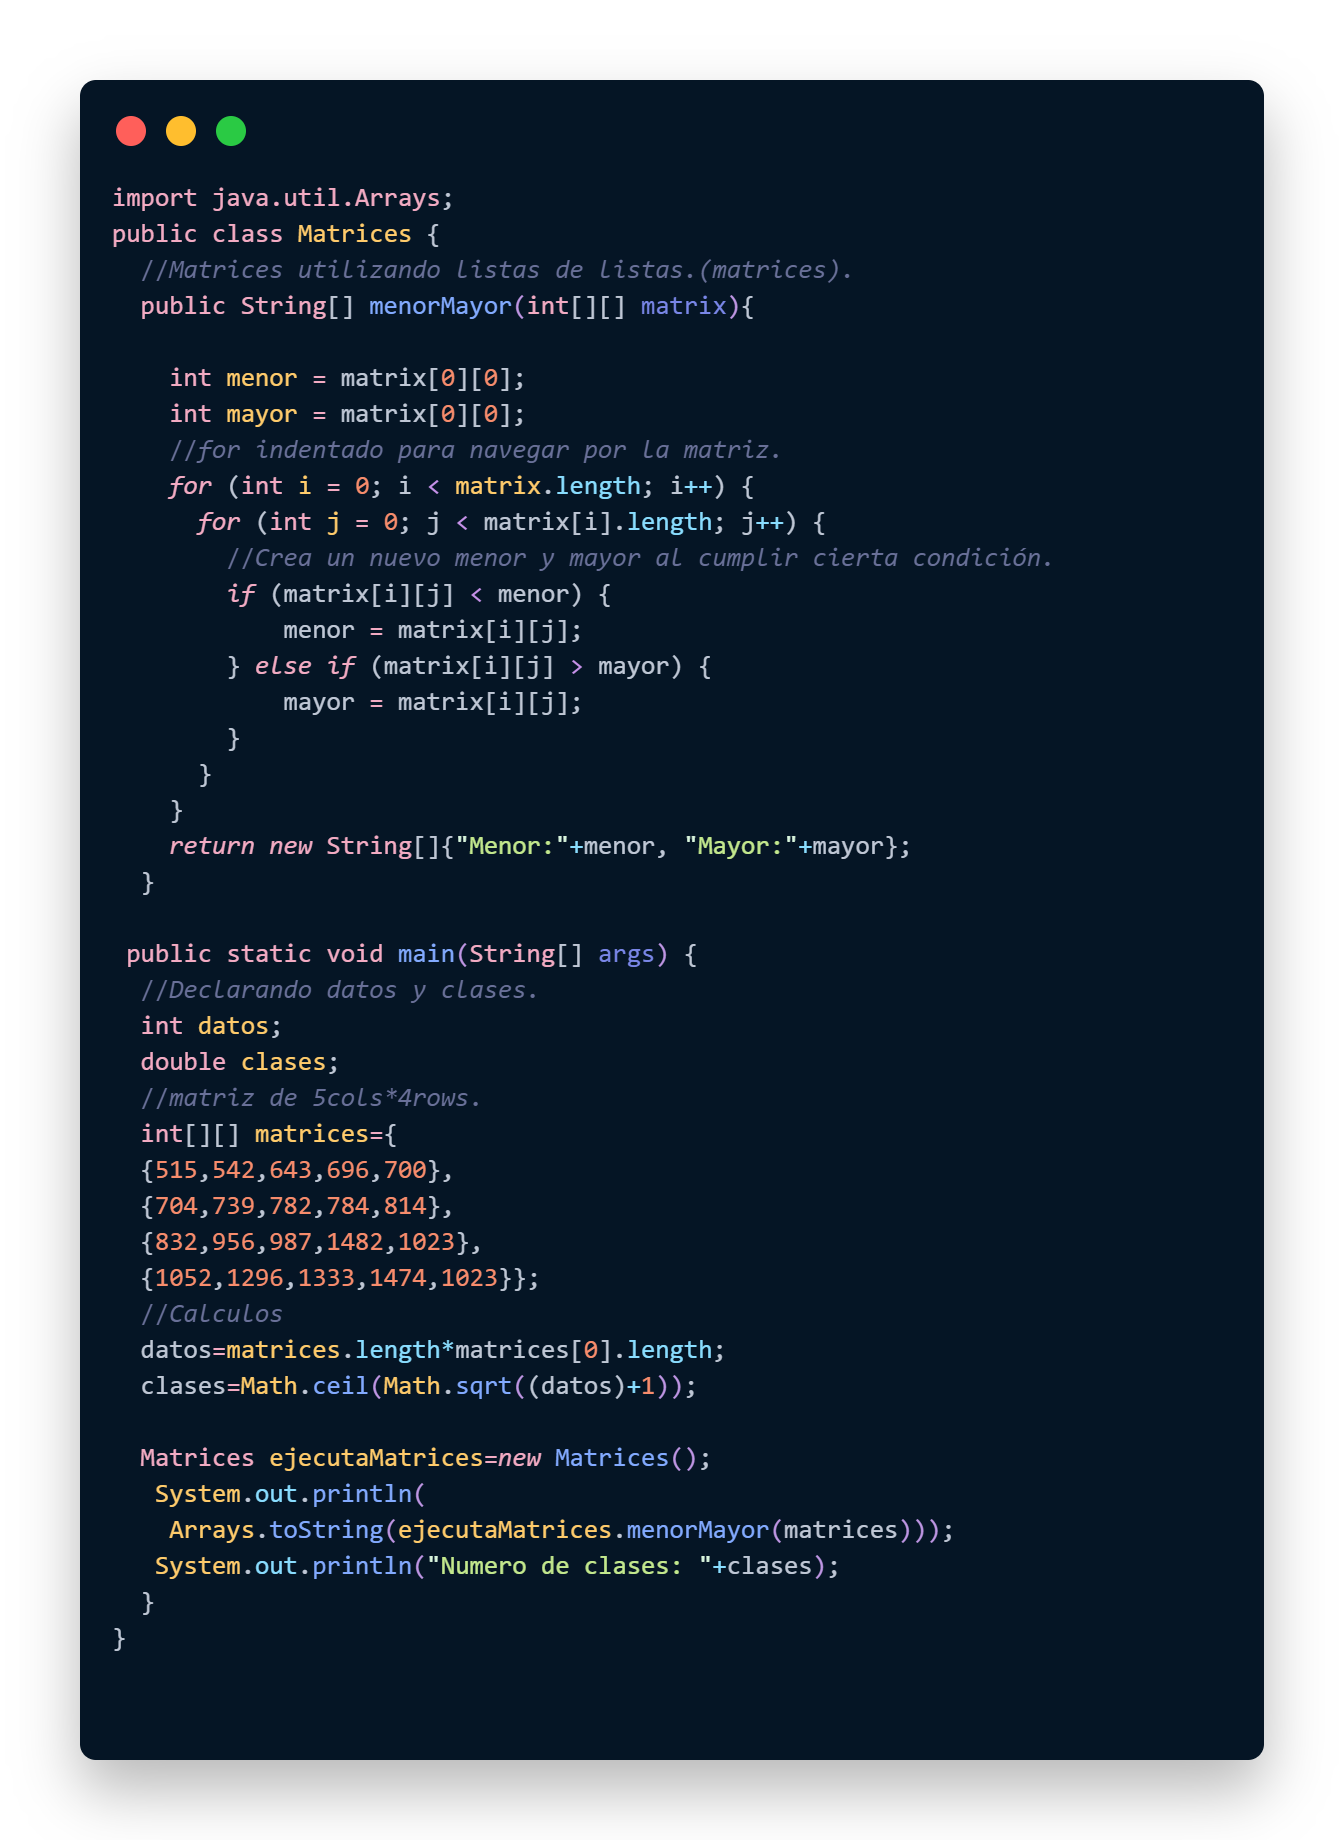 import java.util.Arrays;
public class Matrices {
  //Matrices utilizando listas de listas.(matrices).
  public String[] menorMayor(int[][] matrix){

    int menor = matrix[0][0];
    int mayor = matrix[0][0];
    //for indentado para navegar por la matriz.
    for (int i = 0; i < matrix.length; i++) {
      for (int j = 0; j < matrix[i].length; j++) {
        //Crea un nuevo menor y mayor al cumplir cierta condición.
        if (matrix[i][j] < menor) {
            menor = matrix[i][j];
        } else if (matrix[i][j] > mayor) {
            mayor = matrix[i][j];
        }
      }
    }
    return new String[]{"Menor:"+menor, "Mayor:"+mayor};
  }

 public static void main(String[] args) {
  //Declarando datos y clases.
  int datos;
  double clases;
  //matriz de 5cols*4rows.
  int[][] matrices={
  {515,542,643,696,700},
  {704,739,782,784,814},
  {832,956,987,1482,1023},
  {1052,1296,1333,1474,1023}};
  //Calculos
  datos=matrices.length*matrices[0].length;
  clases=Math.ceil(Math.sqrt((datos)+1));

  Matrices ejecutaMatrices=new Matrices();
   System.out.println(
    Arrays.toString(ejecutaMatrices.menorMayor(matrices)));
   System.out.println("Numero de clases: "+clases);
  }
}